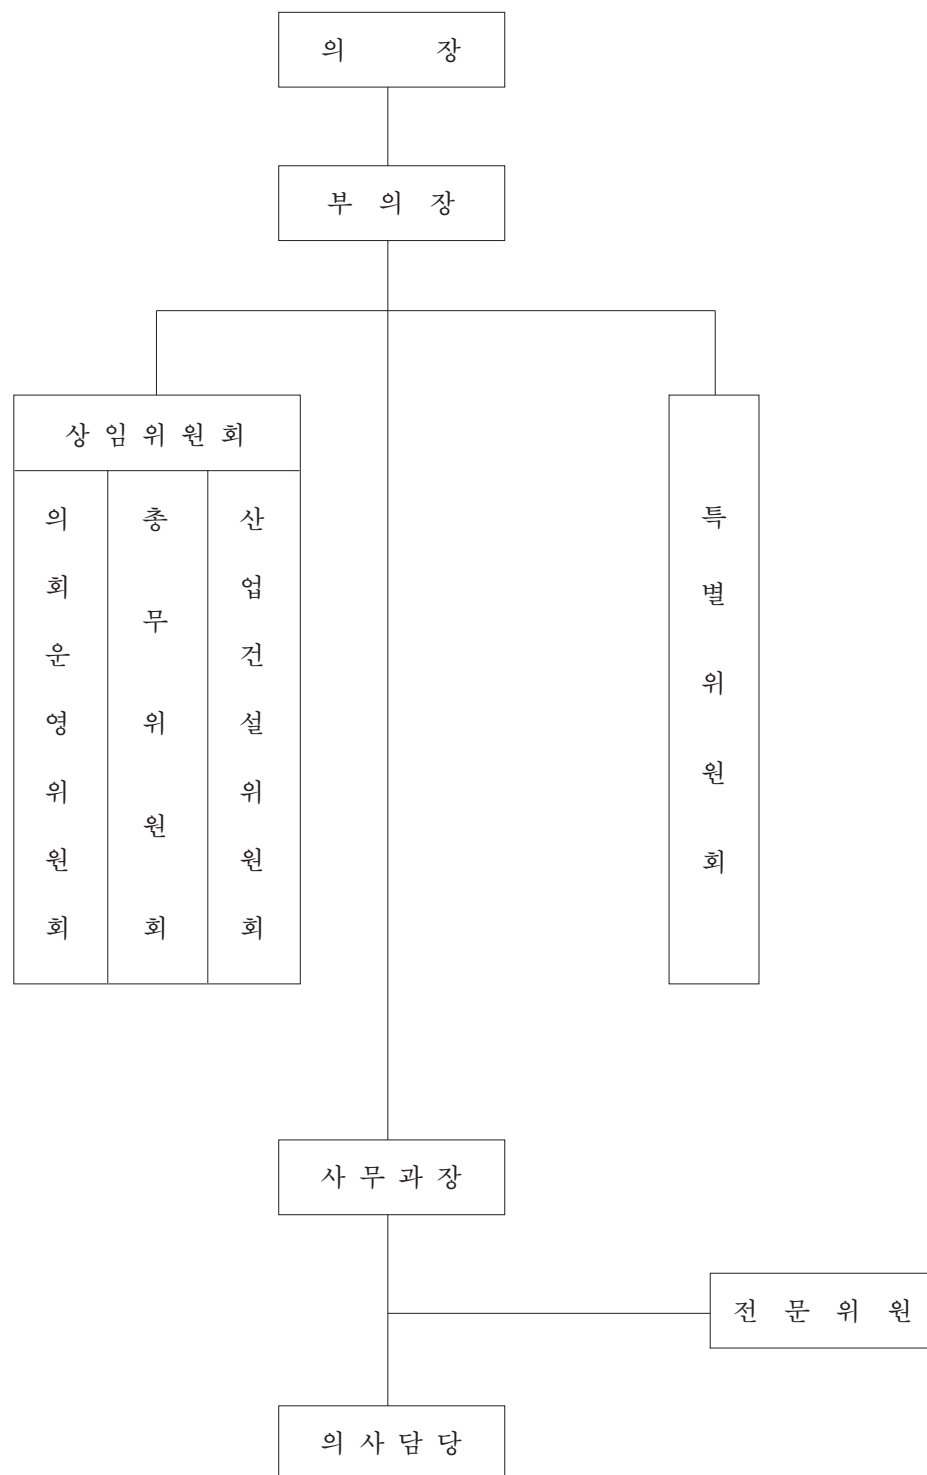 의 장
부 의 장
상 임 위 원 회
의회운영위원회
총무위원회
산업건설위원회
특별위원회
사 무 과 장
전 문 위 원
의 사 담 당